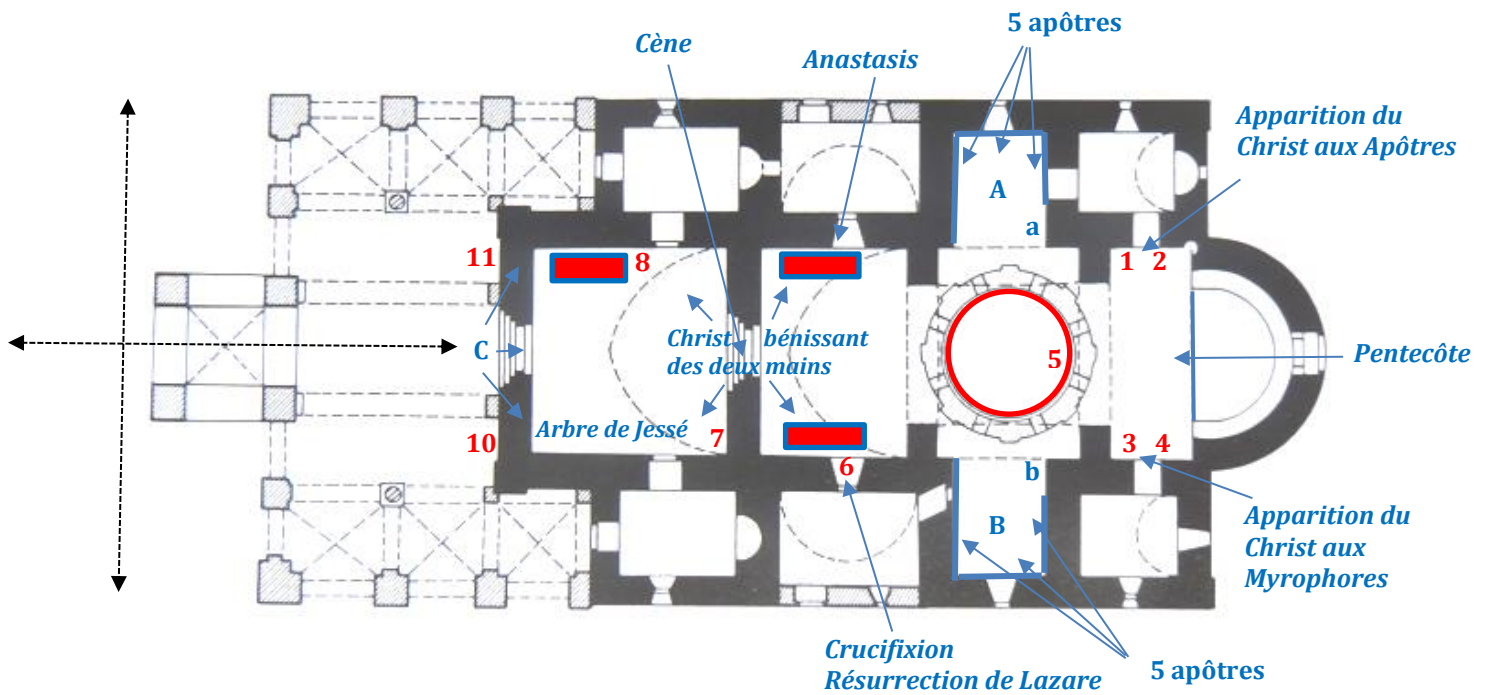 5 apôtres
Cène
Anastasis
Apparition du
Christ aux Apôtres
A
a
11
8
1 2
C
Christ bénissant
des deux mains
5
Pentecôte
Arbre de Jessé
10
7
6
3 4
b
B
Apparition du
Christ aux
Myrophores
Crucifixion
Résurrection de Lazare
5 apôtres